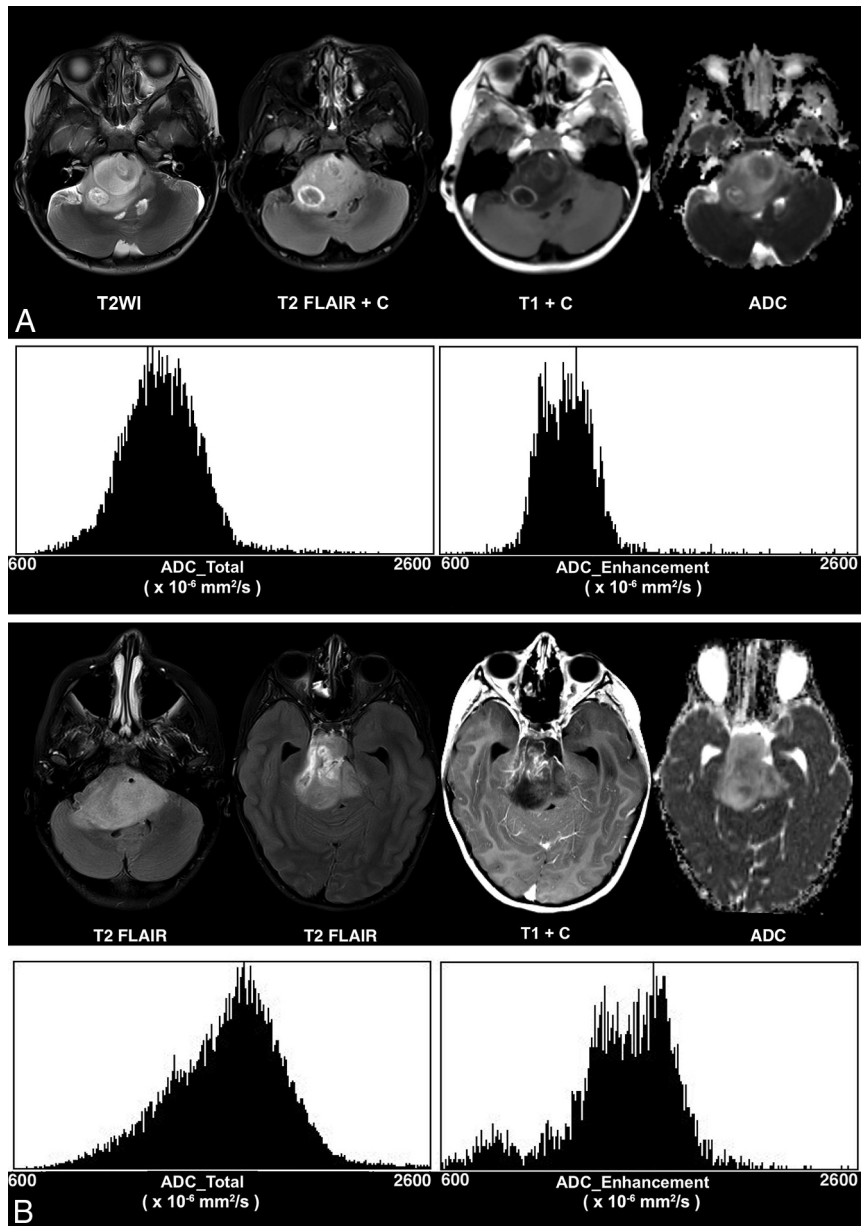 T2WI T2 FLAIR + C T1 + C ADC
A
600 ADC_Total 2600 600 ADC_Enhancement 2600
( x 10⁻⁶ mm²/s ) ( x 10⁻⁶ mm²/s )
T2 FLAIR T2 FLAIR T1 + C ADC
600 ADC_Total 2600 600 ADC_Enhancement 2600
( x 10⁻⁶ mm²/s ) ( x 10⁻⁶ mm²/s )
B